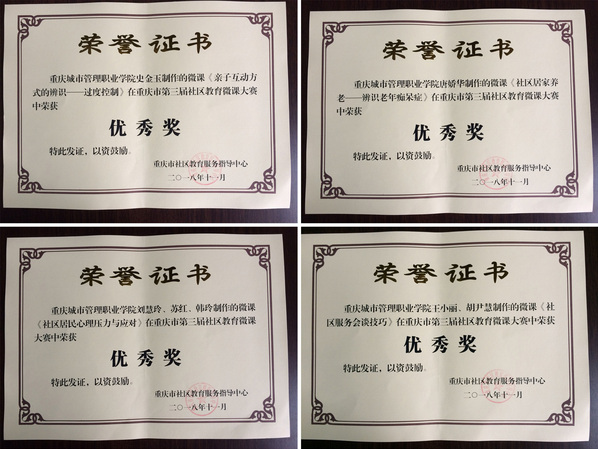 荣誉证书
重庆城市管理职业学院史金玉制作的微课《亲子互动方
式的辨识——过度控制》在重庆市第三届社区教育微课大赛
中荣获
优秀奖
特此发证，以资鼓励。
重庆市社区教育服务指导中心
二〇一八年十一月
荣誉证书
重庆城市管理职业学院唐娇华制作的微课《社区居家养
老——辨识老年痴呆症》在重庆市第三届社区教育微课大赛
中荣获
优秀奖
特此发证，以资鼓励。
重庆市社区教育服务指导中心
二〇一八年十一月
荣誉证书
重庆城市管理职业学院刘慧玲、苏红、韩玲制作的微课
《社区居民心理压力与应对》在重庆市第三届社区教育微课
大赛中荣获
优秀奖
特此发证，以资鼓励。
重庆市社区教育服务指导中心
二〇一八年十一月
荣誉证书
重庆城市管理职业学院王小丽、胡尹慧制作的微课《社
区服务会谈技巧》在重庆市第三届社区教育微课大赛中荣获
优秀奖
特此发证，以资鼓励。
重庆市社区教育服务指导中心
二〇一八年十一月